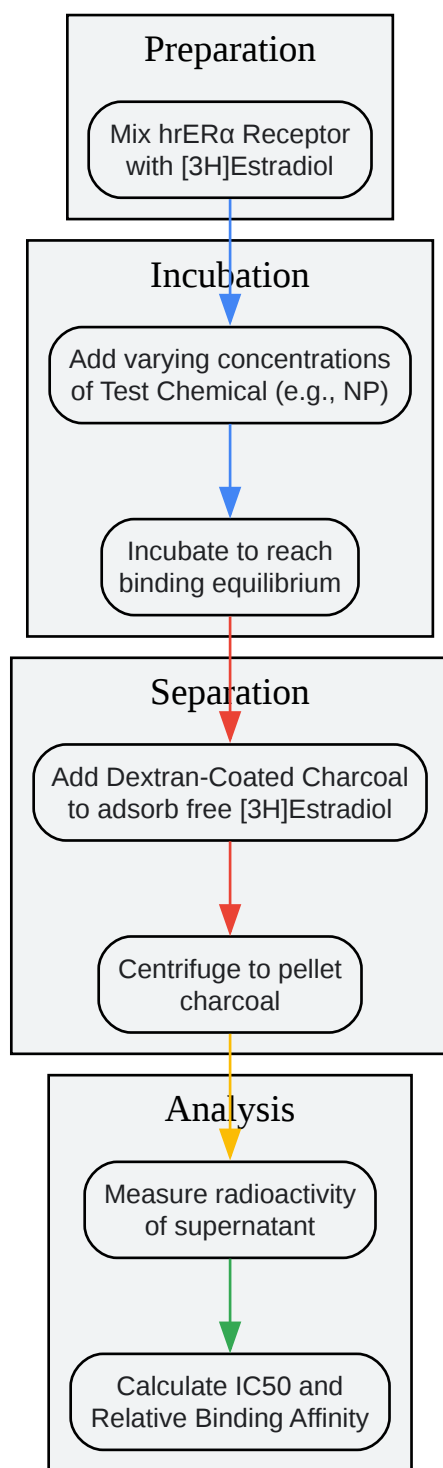 Preparation
Mix hrERα Receptor
with [3H]Estradiol
Incubation
Add varying concentrations
of Test Chemical (e.g., NP)
Incubate to reach
binding equilibrium
Separation
Add Dextran-Coated Charcoal
to adsorb free [3H]Estradiol
Centrifuge to pellet
charcoal
Analysis
Measure radioactivity
of supernatant
Calculate IC50 and
Relative Binding Affinity